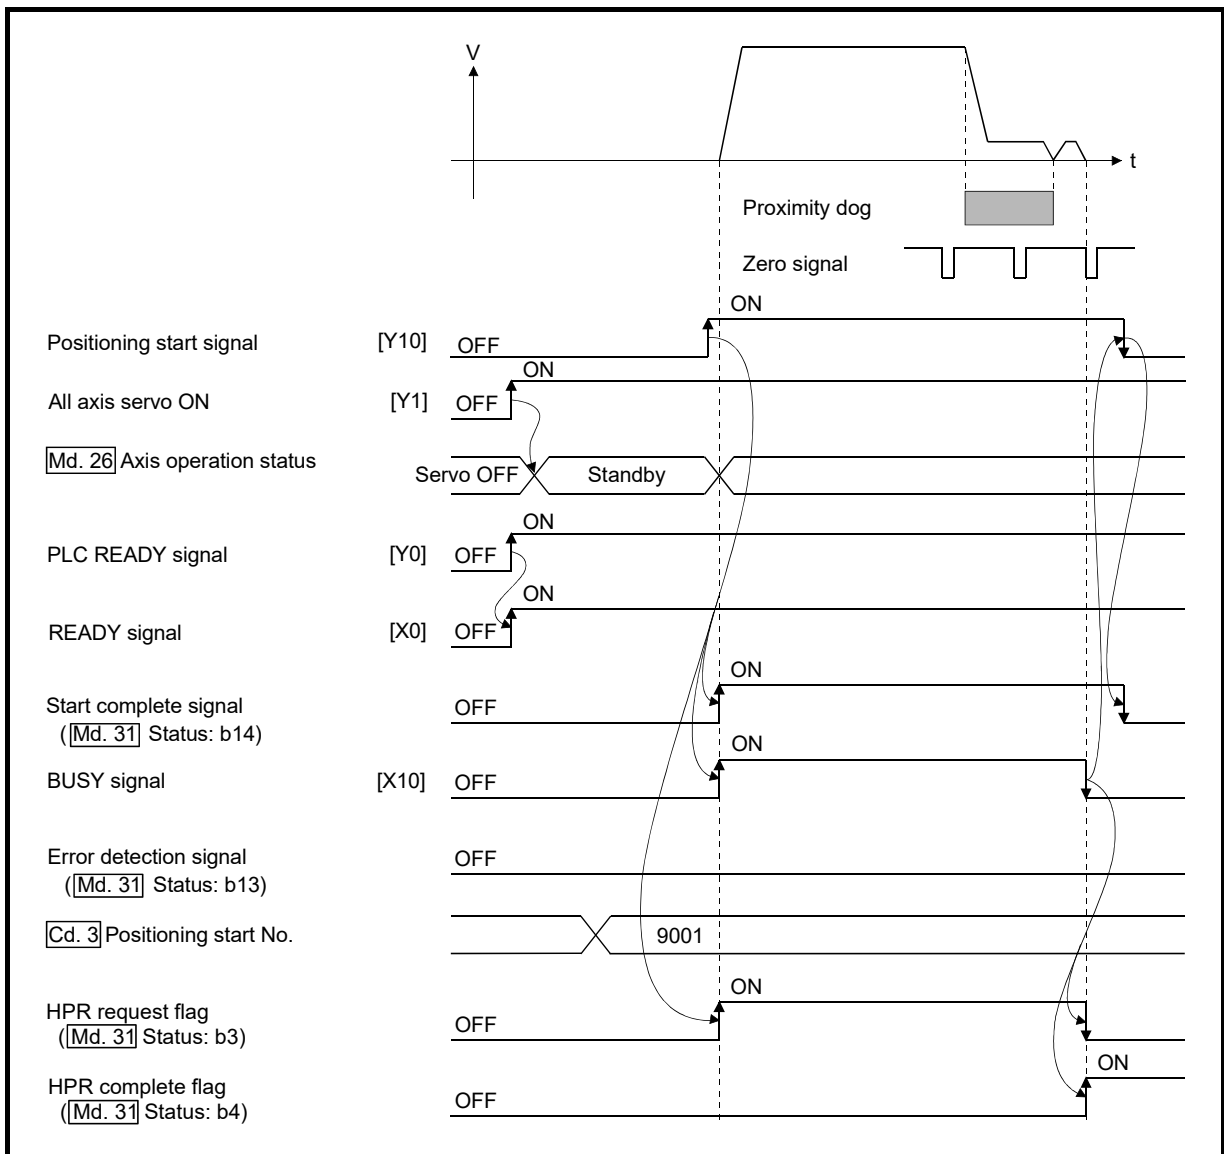 V
t
Proximity dog
Zero signal
ON
Positioning start signal [Y10] OFF
ON
All axis servo ON [Y1] OFF
Md. 26 Axis operation status
Servo OFF Standby
ON
PLC READY signal [Y0] OFF
ON
READY signal [X0] OFF
ON
Start complete signal OFF
(Md. 31 Status: b14)
ON
BUSY signal [X10] OFF
Error detection signal OFF
(Md. 31 Status: b13)
Cd. 3 Positioning start No. 9001
ON
HPR request flag OFF
(Md. 31 Status: b3)
ON
HPR complete flag OFF
(Md. 31 Status: b4)